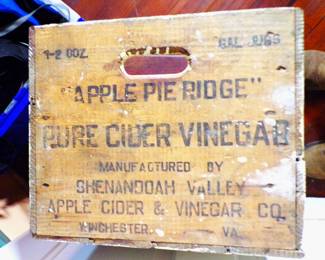 4-2 DOZ. GAL. JUGS
"APPLE PIE RIDGE"
PURE CIDER VINEGAR
MANUFACTURED BY
SHENANDOAH VALLEY
APPLE CIDER & VINEGAR CO.
WINCHESTER. VA.